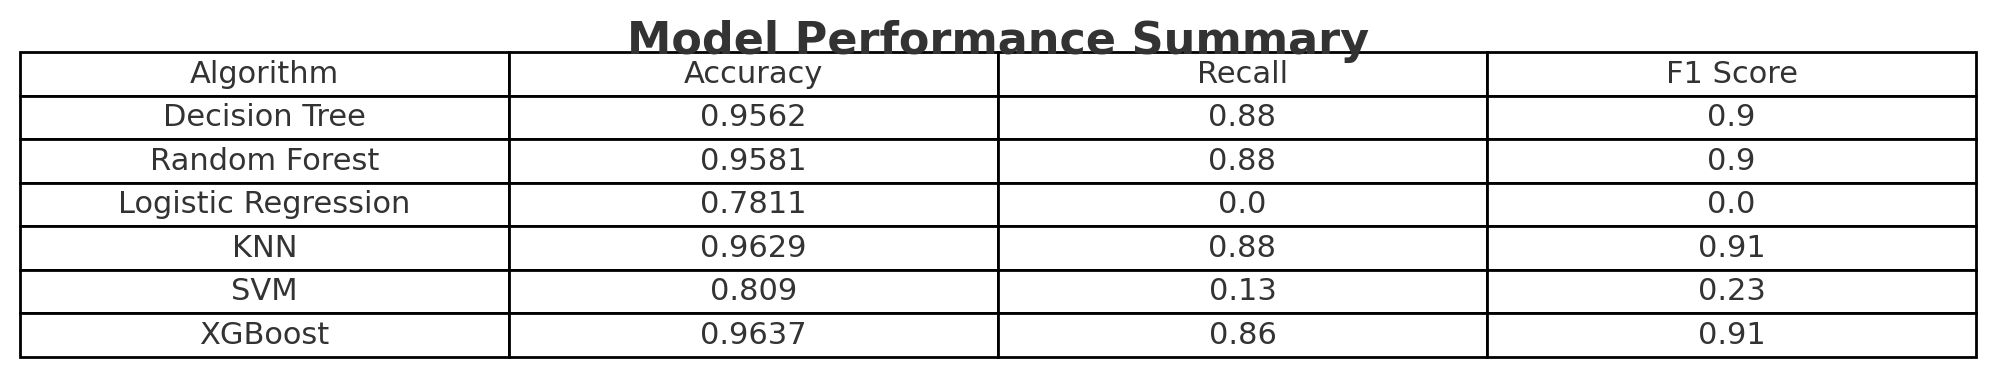 Model Performance Summary
Algorithm Accuracy Recall F1 Score
Decision Tree 0.9562 0.88 0.9
Random Forest 0.9581 0.88 0.9
Logistic Regression 0.7811 0.0 0.0
KNN 0.9629 0.88 0.91
SVM 0.809 0.13 0.23
XGBoost 0.9637 0.86 0.91